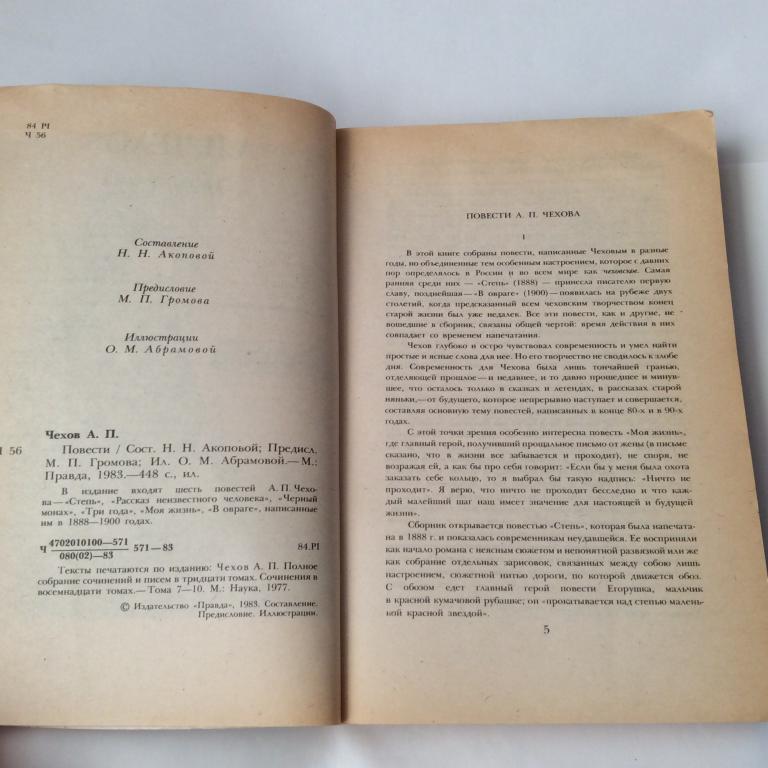 84 Р1
Ч 56
Составление
Н. Н. Акоповой
Предисловие
М. П. Громова
Иллюстрации
О. М. Абрамовой
Чехов А. П.
Ч 56 Повести / Сост. Н. Н. Акоповой; Предисл.
М. П. Громова; Ил. О. М. Абрамовой.— М.:
Правда, 1983.—448 с., ил.
В издание входят шесть повестей А. П. Чехо-
ва—«Степь», «Рассказ неизвестного человека», «Черный
монах», «Три года», «Моя жизнь», «В овраге», написанные
им в 1888—1900 годах.
Ч 4702010100—571 571—83 84.Р1
080(02)—83
Тексты печатаются по изданию: Чехов А. П. Полное
собрание сочинений и писем в тридцати томах. Сочинения в
восемнадцати томах.— Тома 7—10. М.: Наука, 1977.
© Издательство «Правда», 1983. Составление.
Предисловие. Иллюстрации.
ПОВЕСТИ А. П. ЧЕХОВА
I
В этой книге собраны повести, написанные Чеховым в разные
годы, но объединенные тем особенным настроением, которое с давних
пор определялось в России и во всем мире как чеховское. Самая
ранняя среди них — «Степь» (1888) — принесла писателю первую
славу, позднейшая—«В овраге» (1900)—появилась на рубеже двух
столетий, когда предсказанный всем чеховским творчеством конец
старой жизни был уже недалек. Все эти повести, как и другие, не
вошедшие в сборник, связаны общей чертой: время действия в них
совпадает со временем напечатания.
Чехов глубоко и остро чувствовал современность и умел найти
простые и ясные слова для нее. Но его творчество не сводилось к злобе
дня. Современность для Чехова была лишь тончайшей гранью,
отделяющей прошлое—и недавнее, и то давно прошедшее и минув-
шее, что осталось только в сказках и легендах, в рассказах старой
няньки,—от будущего, которое непрерывно наступает и совершается,
составляя основную тему повестей, написанных в конце 80-х и в 90-х
годах.
С этой точки зрения особенно интересна повесть «Моя жизнь»,
где главный герой, получивший прощальное письмо от жены (в письме
сказано, что в жизни все забывается и проходит), не споря, не
возражая ей, а как бы про себя говорит: «Если бы у меня была охота
заказать себе кольцо, то я выбрал бы такую надпись: «Ничто не
проходит». Я верю, что ничто не проходит бесследно и что каж-
дый малейший шаг наш имеет значение для настоящей и будущей
жизни».
Сборник открывается повестью «Степь», которая была напечата-
на в 1888 г. и показалась современникам неудавшейся. Ее восприняли
как начало романа с неясным сюжетом и непонятной развязкой или же
как собрание отдельных зарисовок, связанных между собою лишь
настроением, сюжетной нитью дороги, по которой движется обоз.
С обозом едет главный герой повести Егорушка, мальчик
в красной кумачовой рубашке; он «прокатывается над степью малень-
кой красной звездой».
5